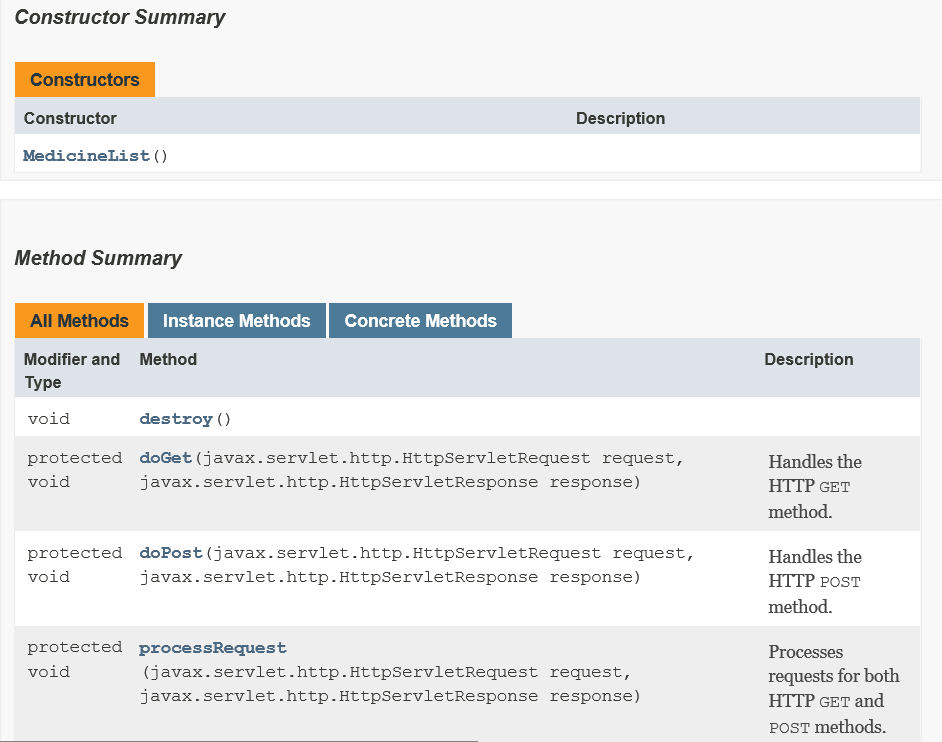 Constructor Summary
Constructors
Constructor Description
MedicineList()
Method Summary
All Methods Instance Methods Concrete Methods
Modifier and Type Method Description
void destroy()
protected void doGet(javax.servlet.http.HttpServletRequest request,
javax.servlet.http.HttpServletResponse response)
Handles the
HTTP GET
method.
protected void doPost(javax.servlet.http.HttpServletRequest request,
javax.servlet.http.HttpServletResponse response)
Handles the
HTTP POST
method.
protected void processRequest
(javax.servlet.http.HttpServletRequest request,
javax.servlet.http.HttpServletResponse response)
Processes
requests for both
HTTP GET and
POST methods.